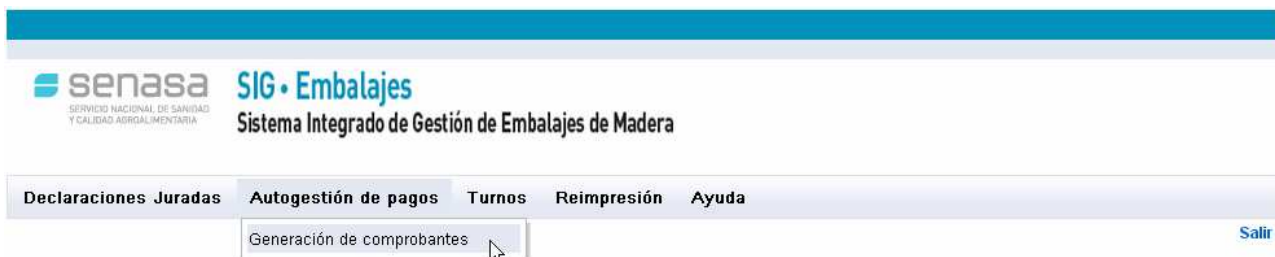 senasa
SERVICIO NACIONAL DE SANIDAD
Y CALIDAD AGROALIMENTARIA
SIG • Embalajes
Sistema Integrado de Gestión de Embalajes de Madera
Declaraciones Juradas Autogestión de pagos Turnos Reimpresión Ayuda
Generación de comprobantes
Salir